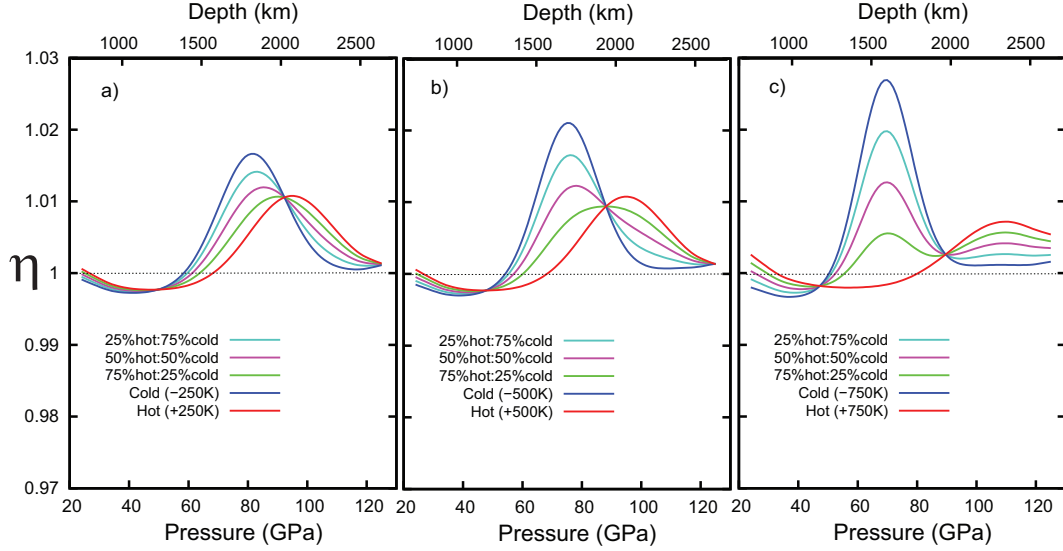 Depth (km)
Depth (km)
Depth (km)
1000 1500 2000 2500
1000 1500 2000 2500
1000 1500 2000 2500
1.03
1.02
1.01
1
0.99
0.98
0.97
η
a)
25%hot:75%cold
50%hot:50%cold
75%hot:25%cold
Cold (−250K)
Hot (+250K)
b)
25%hot:75%cold
50%hot:50%cold
75%hot:25%cold
Cold (−500K)
Hot (+500K)
c)
25%hot:75%cold
50%hot:50%cold
75%hot:25%cold
Cold (−750K)
Hot (+750K)
20 40 60 80 100 120
20 40 60 80 100 120
20 40 60 80 100 120
Pressure (GPa)
Pressure (GPa)
Pressure (GPa)